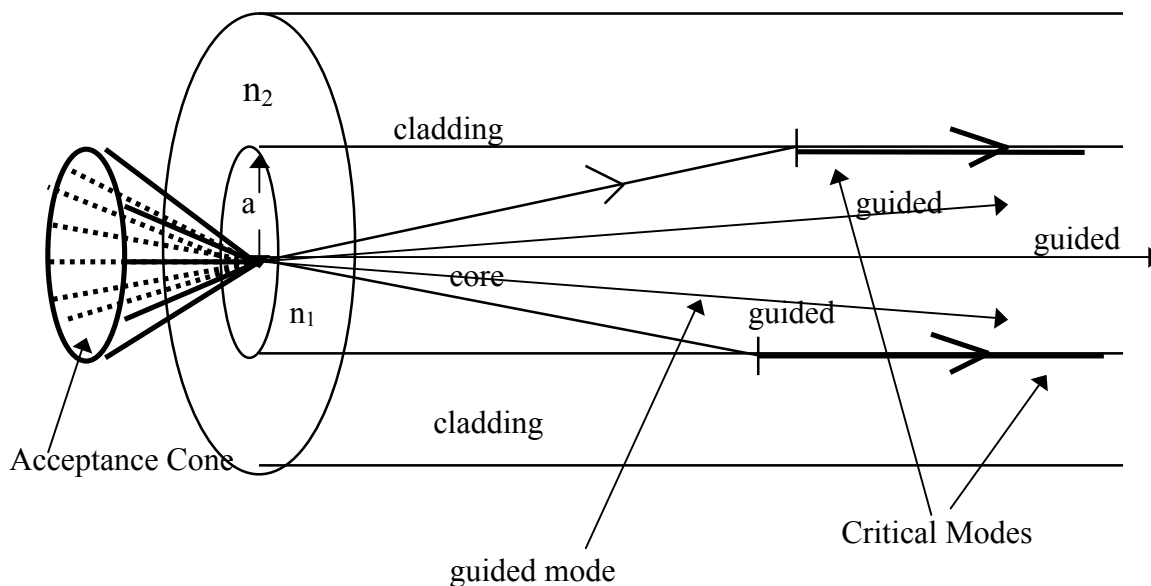 n₂
cladding
a
guided
guided
core
n₁
guided
cladding
Acceptance Cone
Critical Modes
guided mode